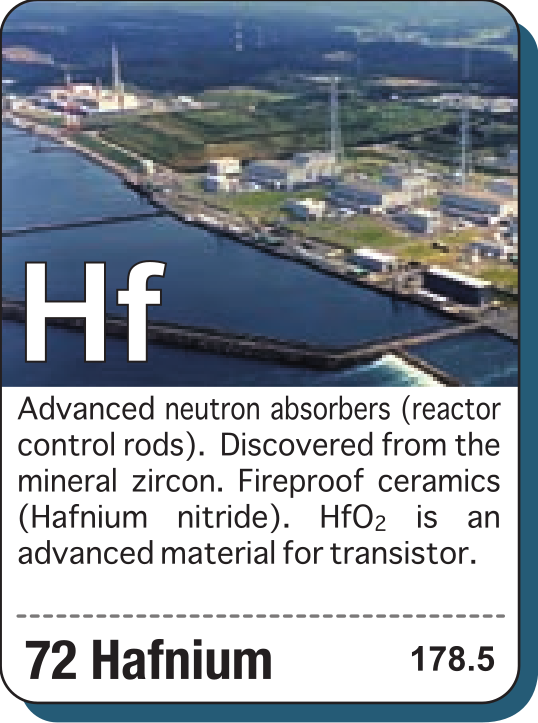 Hf
Advanced neutron absorbers (reactor
control rods). Discovered from the
mineral zircon. Fireproof ceramics
(Hafnium nitride). HfO₂ is an
advanced material for transistor.
72 Hafnium 178.5